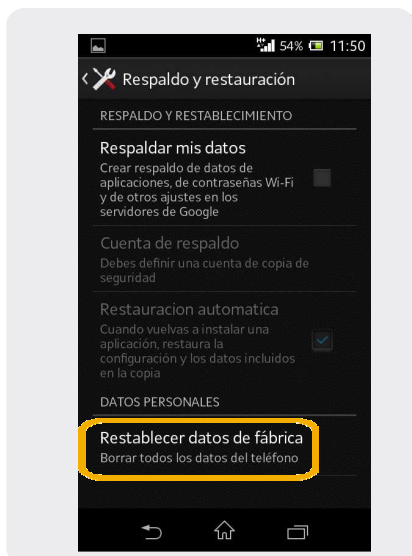 H+ 54% 11:50
Respaldo y restauración
RESPALDO Y RESTABLECIMIENTO
Respaldar mis datos
Crear respaldo de datos de
aplicaciones, de contraseñas Wi-Fi
y de otros ajustes en los
servidores de Google
Cuenta de respaldo
Debes definir una cuenta de copia de
seguridad
Restauracion automatica
Cuando vuelvas a instalar una
aplicación, restaura la
configuración y los datos incluidos
en la copia
DATOS PERSONALES
Restablecer datos de fábrica
Borrar todos los datos del teléfono